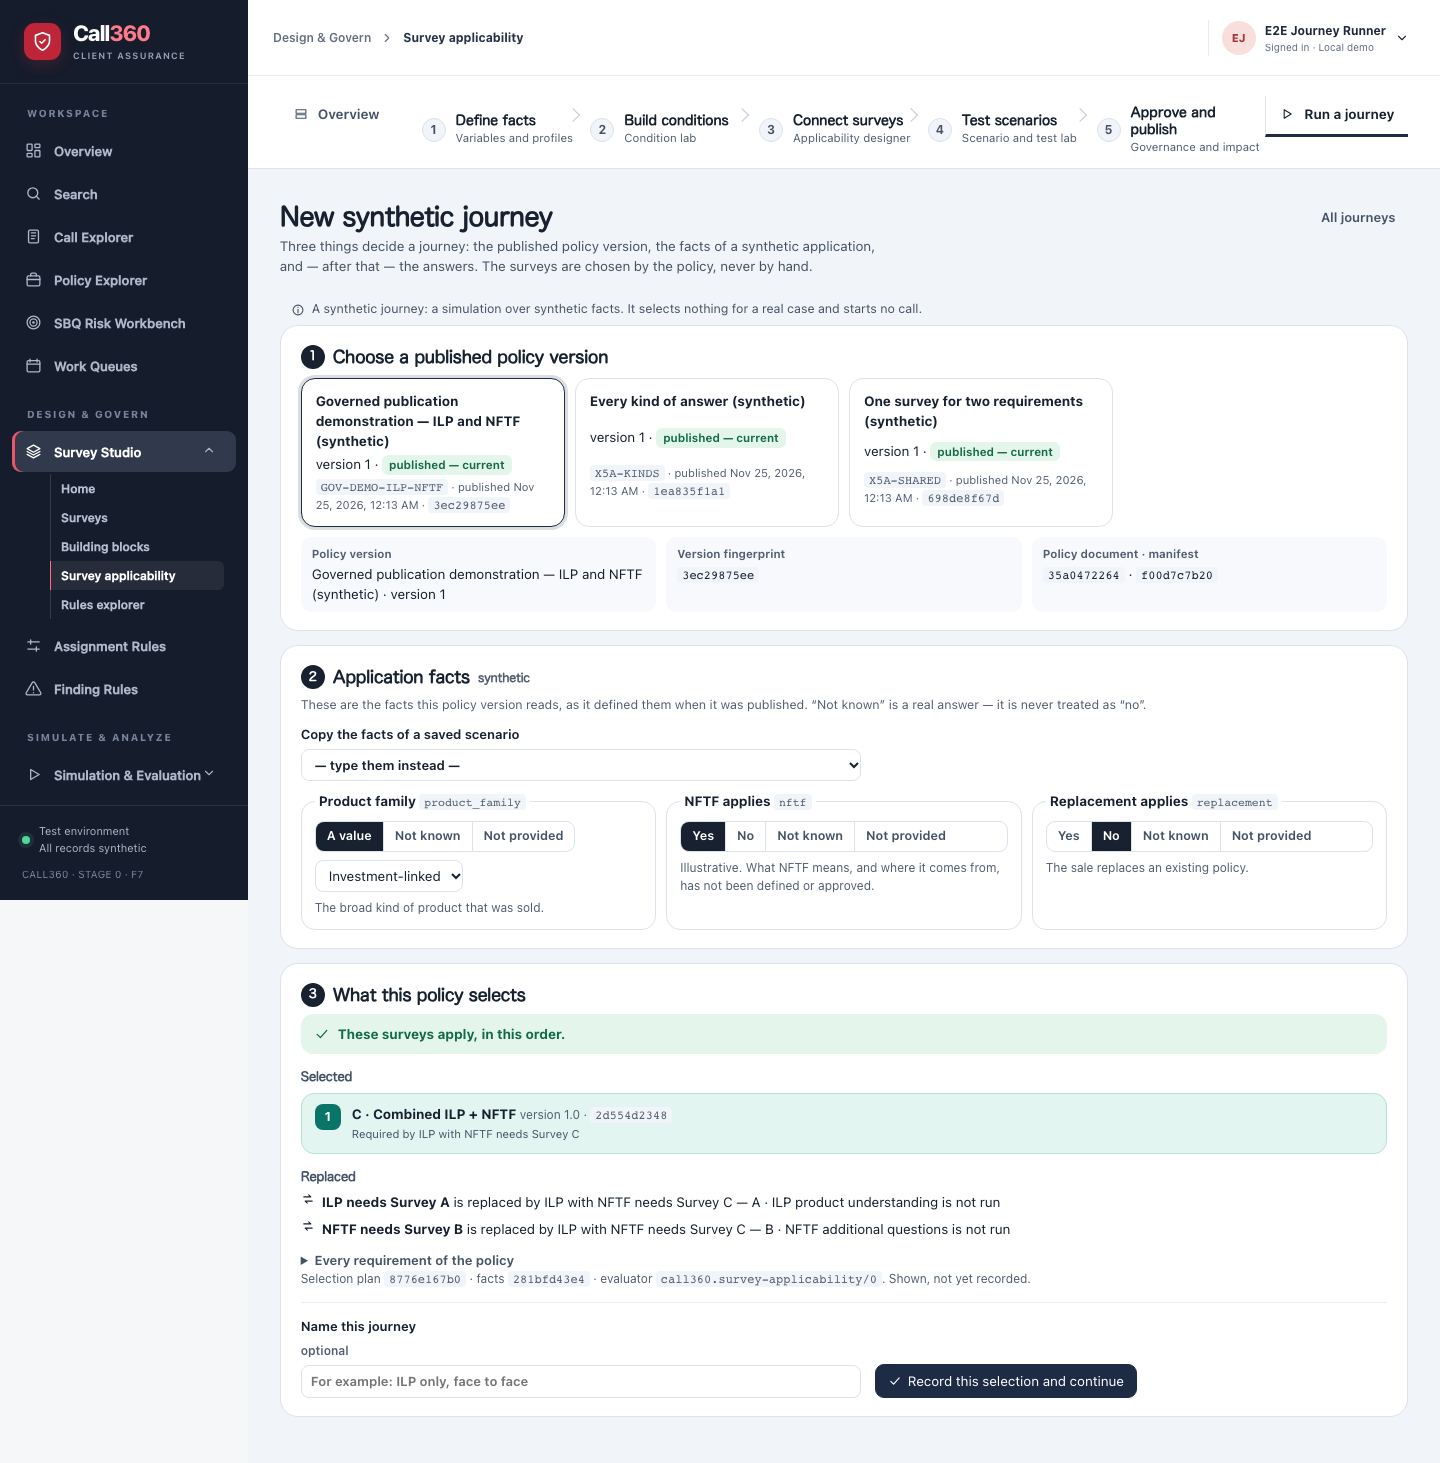 Call360
CLIENT ASSURANCE
WORKSPACE
Overview
Search
Call Explorer
Policy Explorer
SBQ Risk Workbench
Work Queues
DESIGN & GOVERN
Survey Studio
Home
Surveys
Building blocks
Survey applicability
Rules explorer
Assignment Rules
Finding Rules
SIMULATE & ANALYZE
Simulation & Evaluation
Test environment
All records synthetic
CALL360 · STAGE 0 · F7
Design & Govern > Survey applicability
EJ
E2E Journey Runner
Signed in · Local demo
Overview
1 Define facts
Variables and profiles
2 Build conditions
Condition lab
3 Connect surveys
Applicability designer
4 Test scenarios
Scenario and test lab
5 Approve and
publish
Governance and impact
Run a journey
New synthetic journey
All journeys
Three things decide a journey: the published policy version, the facts of a synthetic application,
and — after that — the answers. The surveys are chosen by the policy, never by hand.
A synthetic journey: a simulation over synthetic facts. It selects nothing for a real case and starts no call.
1 Choose a published policy version
Governed publication
demonstration — ILP and NFTF
(synthetic)
version 1 · published — current
GOV-DEMO-ILP-NFTF · published Nov
25, 2026, 12:13 AM · 3ec29875ee
Every kind of answer (synthetic)
version 1 · published — current
X5A-KINDS · published Nov 25, 2026,
12:13 AM · 1ea835f1a1
One survey for two requirements
(synthetic)
version 1 · published — current
X5A-SHARED · published Nov 25, 2026,
12:13 AM · 698de8f67d
Policy version
Governed publication demonstration — ILP and NFTF
(synthetic) · version 1
Version fingerprint
3ec29875ee
Policy document · manifest
35a0472264 · f00d7c7b20
2 Application facts synthetic
These are the facts this policy version reads, as it defined them when it was published. “Not known” is a real answer — it is never treated as “no”.
Copy the facts of a saved scenario
— type them instead —
Product family product_family
A value Not known Not provided
Investment-linked
The broad kind of product that was sold.
NFTF applies nftf
Yes No Not known Not provided
Illustrative. What NFTF means, and where it comes from,
has not been defined or approved.
Replacement applies replacement
Yes No Not known Not provided
The sale replaces an existing policy.
3 What this policy selects
These surveys apply, in this order.
Selected
1 C · Combined ILP + NFTF version 1.0 · 2d554d2348
Required by ILP with NFTF needs Survey C
Replaced
ILP needs Survey A is replaced by ILP with NFTF needs Survey C — A · ILP product understanding is not run
NFTF needs Survey B is replaced by ILP with NFTF needs Survey C — B · NFTF additional questions is not run
Every requirement of the policy
Selection plan 8776e167b0 · facts 281bfd43e4 · evaluator call360.survey-applicability/0. Shown, not yet recorded.
Name this journey
optional
For example: ILP only, face to face
Record this selection and continue